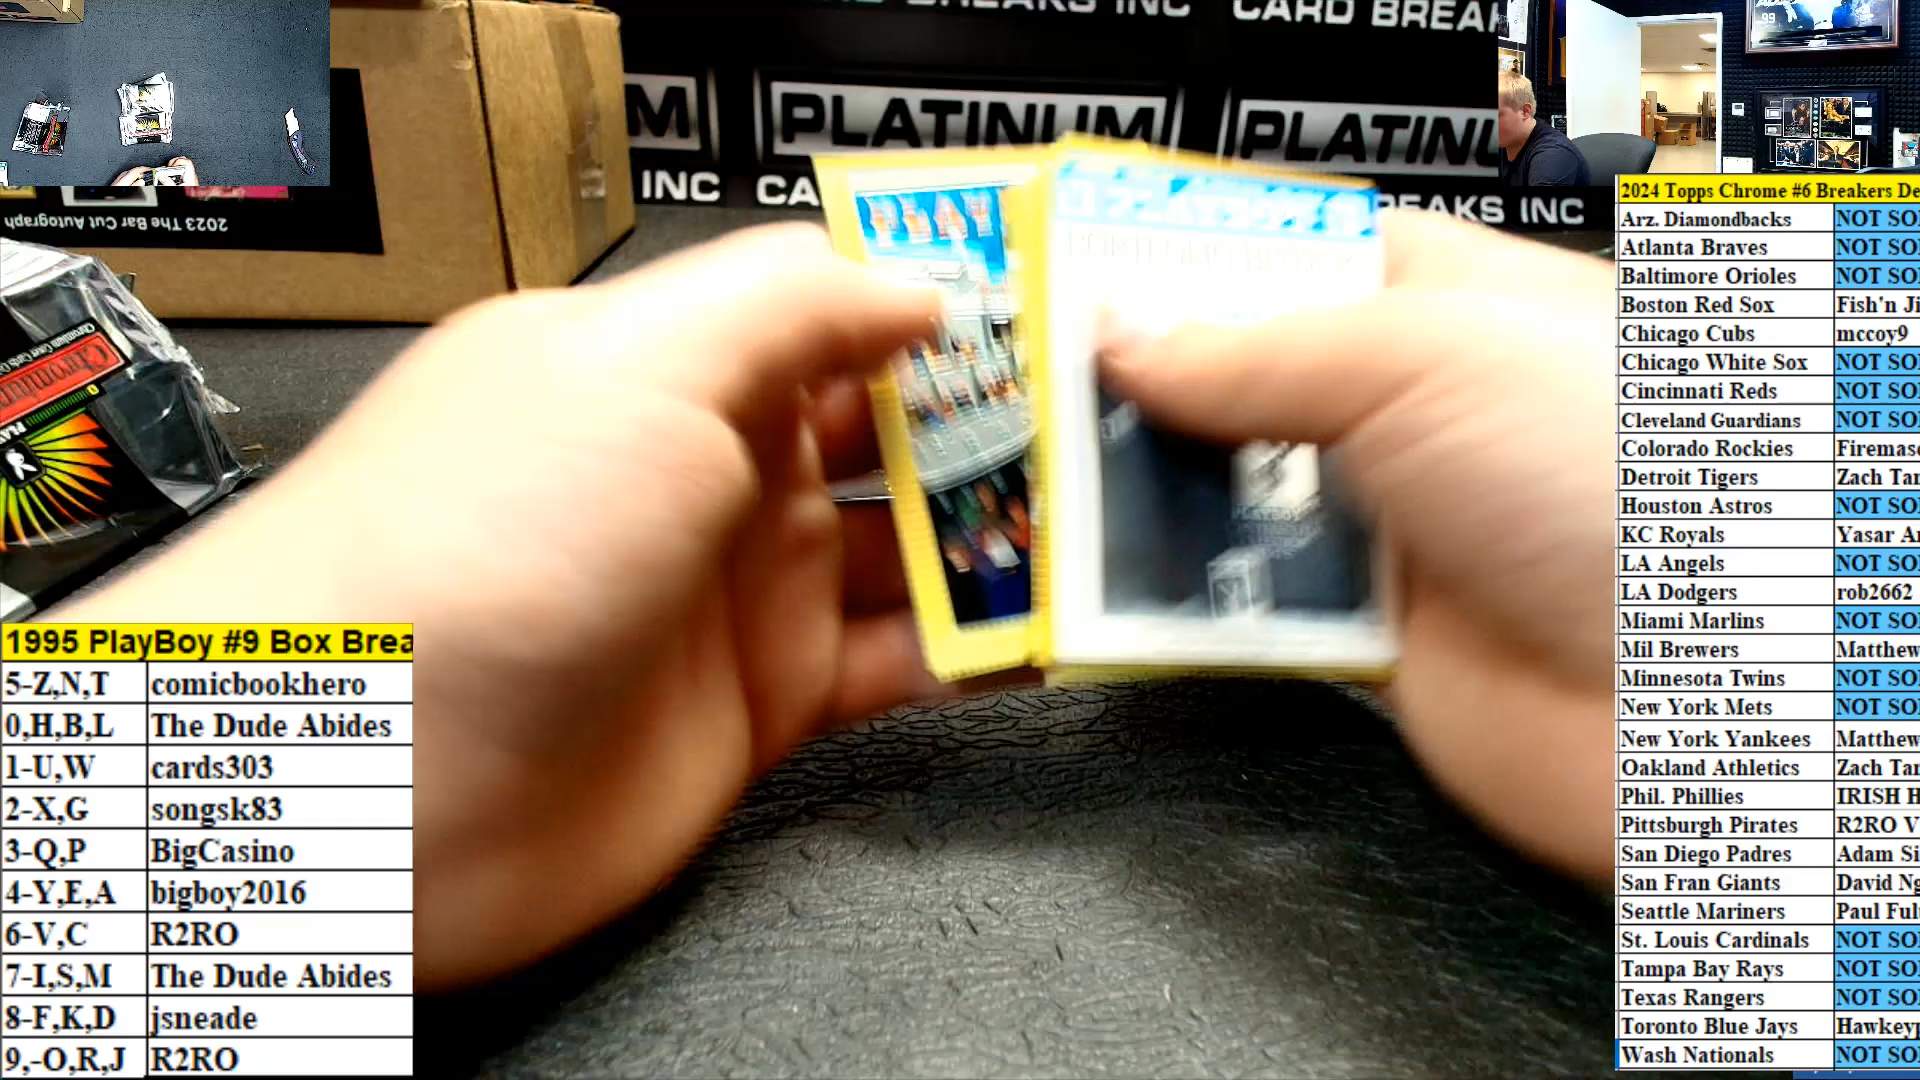 BREAKS INC CARD BREAK
M PLATINUM PLATINU
INC CA EAKS INC
2023 The Bar Cut Autograph
Chromium
1995 PlayBoy #9 Box Brea
5-Z,N,T comicbookhero
0,H,B,L The Dude Abides
1-U,W cards303
2-X,G songsk83
3-Q,P BigCasino
4-Y,E,A bigboy2016
6-V,C R2RO
7-I,S,M The Dude Abides
8-F,K,D jsneade
9,-O,R,J R2RO
99
2024 Topps Chrome #6 Breakers De
Arz. Diamondbacks NOT SO
Atlanta Braves NOT SO
Baltimore Orioles NOT SO
Boston Red Sox Fish'n Ji
Chicago Cubs mccoy9
Chicago White Sox NOT SO
Cincinnati Reds NOT SO
Cleveland Guardians NOT SO
Colorado Rockies Firemas
Detroit Tigers Zach Tar
Houston Astros NOT SO
KC Royals Yasar Ar
LA Angels NOT SO
LA Dodgers rob2662
Miami Marlins NOT SO
Mil Brewers Matthew
Minnesota Twins NOT SO
New York Mets NOT SO
New York Yankees Matthew
Oakland Athletics Zach Tar
Phil. Phillies IRISH H
Pittsburgh Pirates R2RO V
San Diego Padres Adam Si
San Fran Giants David Ng
Seattle Mariners Paul Ful
St. Louis Cardinals NOT SO
Tampa Bay Rays NOT SO
Texas Rangers NOT SO
Toronto Blue Jays Hawkeyp
Wash Nationals NOT SO